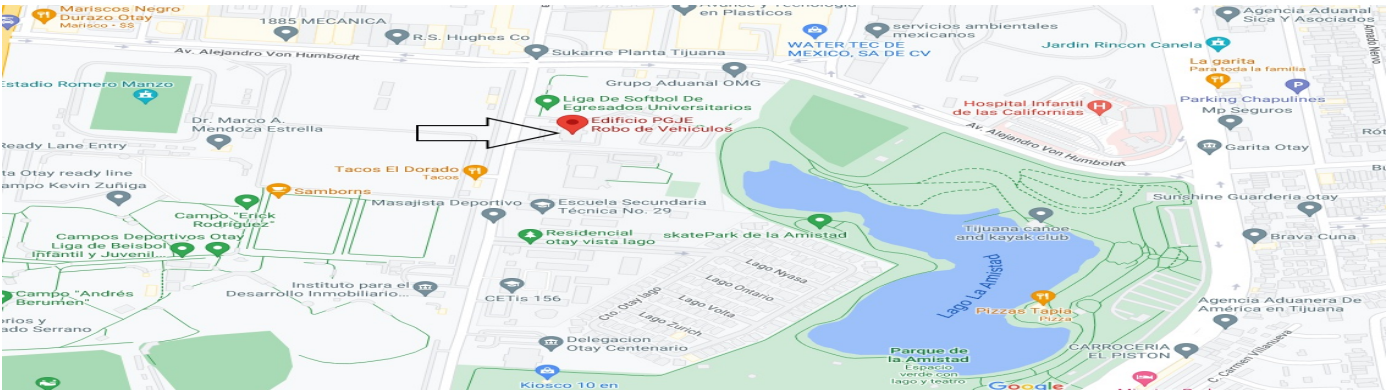 Mariscos Negro
Durazo Otay
Marisco - $$
1885 MECANICA
R.S. Hughes Co
en Plasticos
servicios ambientales
mexicanos
Agencia Aduanal
Sica Y Asociados
Av. Alejandro Von Humboldt
Sukarne Planta Tijuana
WATER TEC DE
MEXICO, SA DE CV
Jardin Rincon Canela
Amado Nervo
La garita
Para toda la familia
Estadio Romero Manzo
Grupo Aduanal OMG
Liga De Softbol De
Egresados Universitarios
Hospital Infantil
de las Californias
Parking Chapulines
Mp Seguros
Edificio PGJE
Robo de Vehiculos
Dr. Marco A.
Mendoza Estrella
Av. Alejandro Von Humboldt
Ready Lane Entry
Garita Otay
ta Otay ready line
Tacos El Dorado
Tacos
ampo Kevin Zuñiga
Samborns
Masajista Deportivo
Escuela Secundaria
Técnica No. 29
Sunshine Guarderia otay
Campo "Erick
Rodriguez"
Campos Deportivos Otay
Liga de Beisbol
Infantil y Juvenil...
Residencial
otay vista lago
skatePark de la Amistad
Tijuana canoe
and kayak club
Brava Cuna
Lago Nyasa
Lago Ontario
Lago La Amistad
Instituto para el
Desarrollo Inmobiliario...
CETis 156
Cto. Otay lago
Lago Volta
Lago Zurich
Campo "Andrés
Berumen"
Pizzas Tapia
Pizza
Agencia Aduanera De
América en Tijuana
rios y
ado Serrano
Delegacion
Otay Centenario
Parque de
la Amistad
Espacio
verde con
lago y teatro
CARROCERIA
EL PISTON
C. Carmen Villanueva
Kiosco 10 en
Google